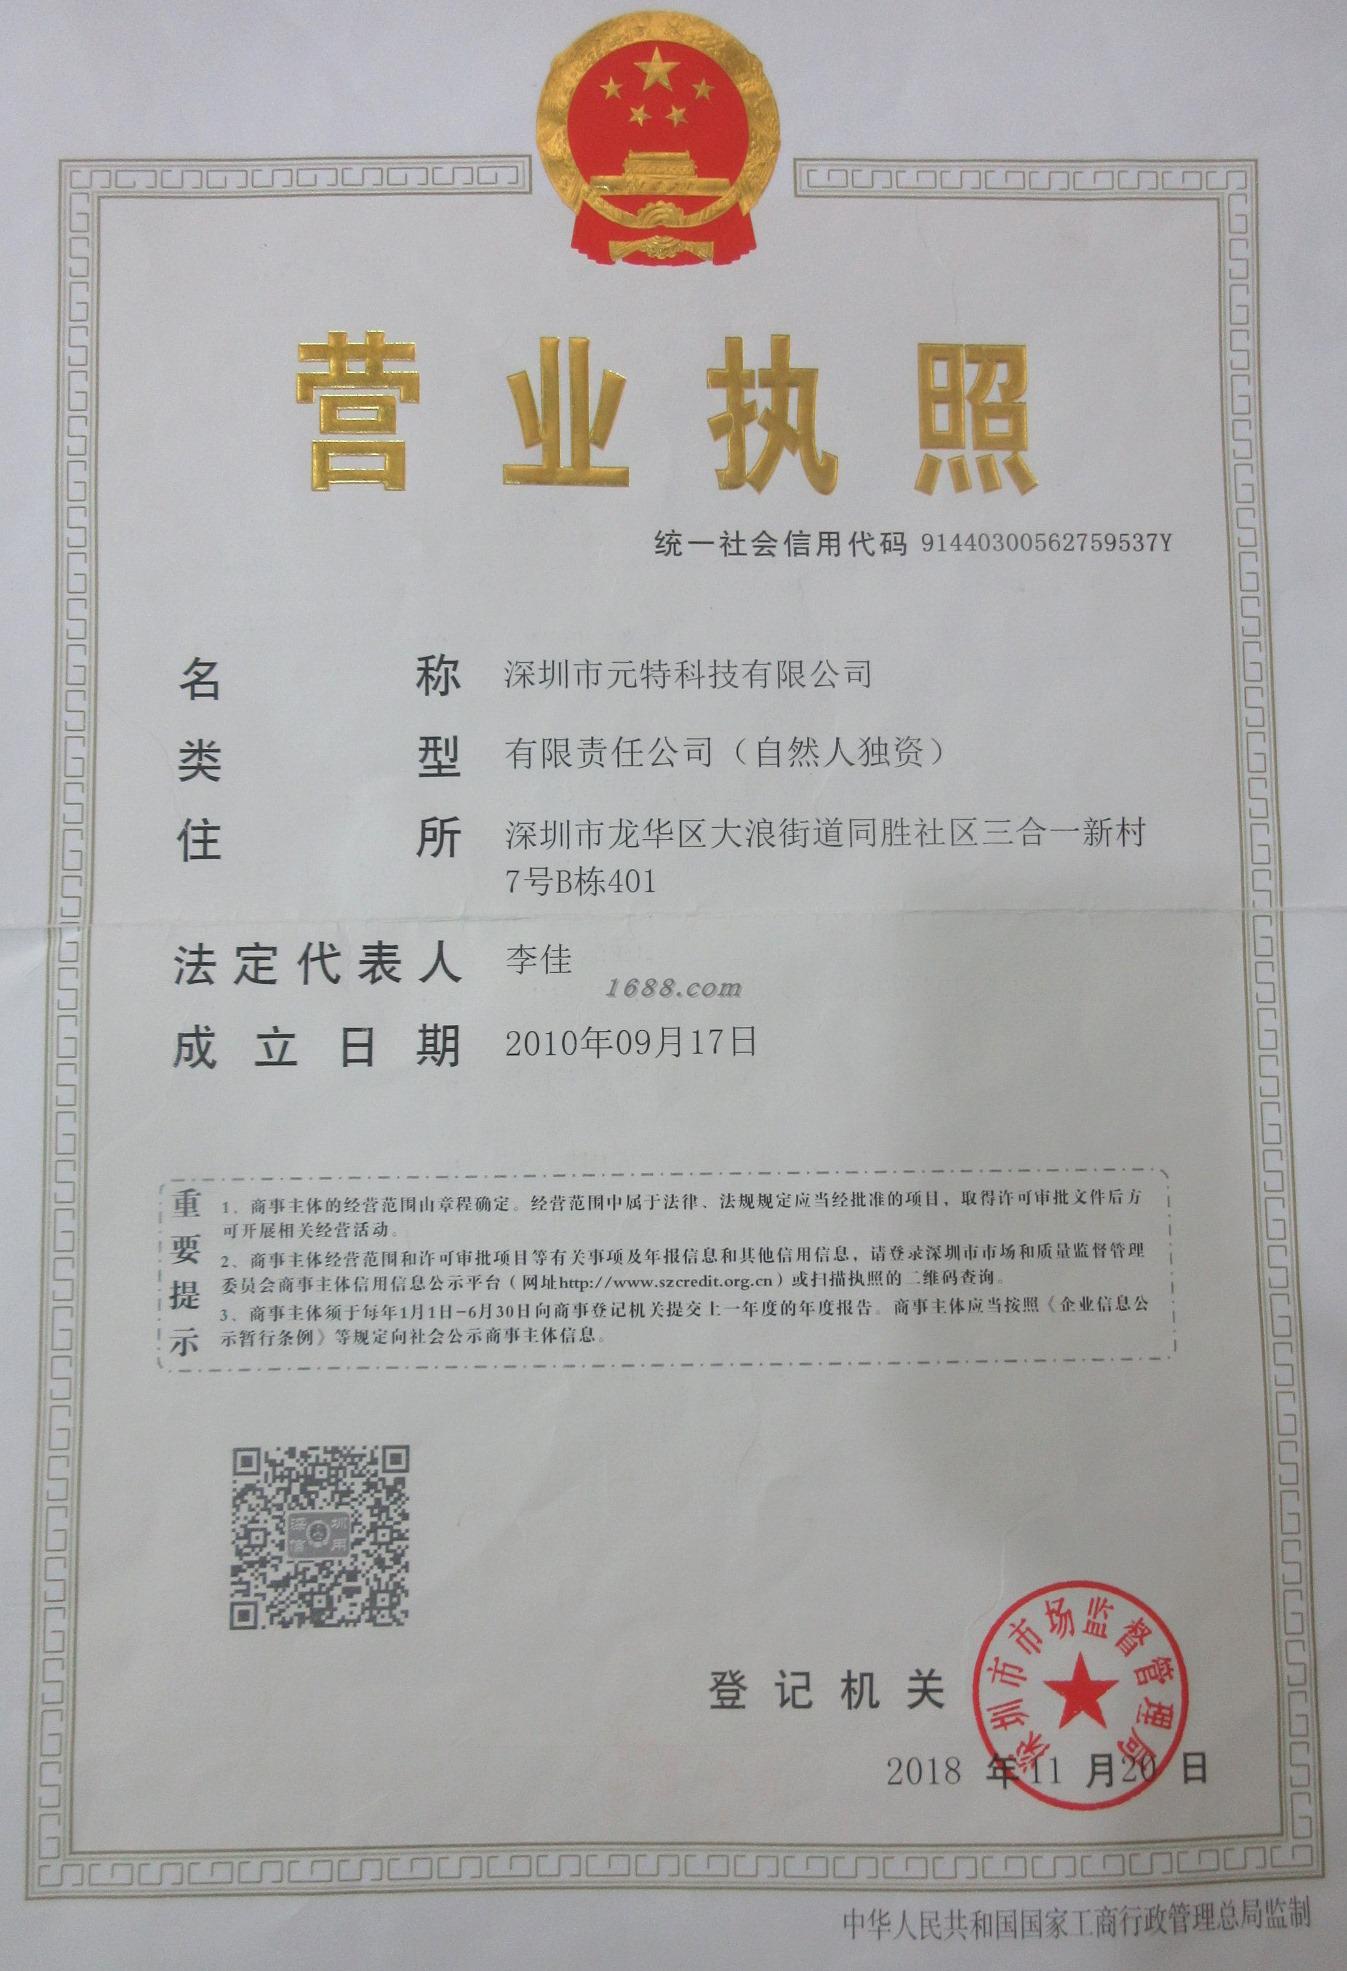 营业执照
统一社会信用代码 91440300562759537Y
名称 深圳市元特科技有限公司
类型 有限责任公司（自然人独资）
住所 深圳市龙华区大浪街道同胜社区三合一新村
7号B栋401
法定代表人 李佳
1688.com
成立日期 2010年09月17日
重要提示
1、商事主体的经营范围由章程确定。经营范围中属于法律、法规规定应当经批准的项目，取得许可审批文件后方
可开展相关经营活动。
2、商事主体经营范围和许可审批项目等有关事项及年报信息和其他信用信息，请登录深圳市市场和质量监督管理
委员会商事主体信用信息公示平台（网址http://www.szcredit.org.cn）或扫描执照的二维码查询。
3、商事主体须于每年1月1日-6月30日向商事登记机关提交上一年度的年度报告。商事主体应当按照《企业信息公
示暂行条例》等规定向社会公示商事主体信息。
深圳
信用
登记机关
深圳市市场监督管理局
2018 年 11 月 20 日
中华人民共和国国家工商行政管理总局监制